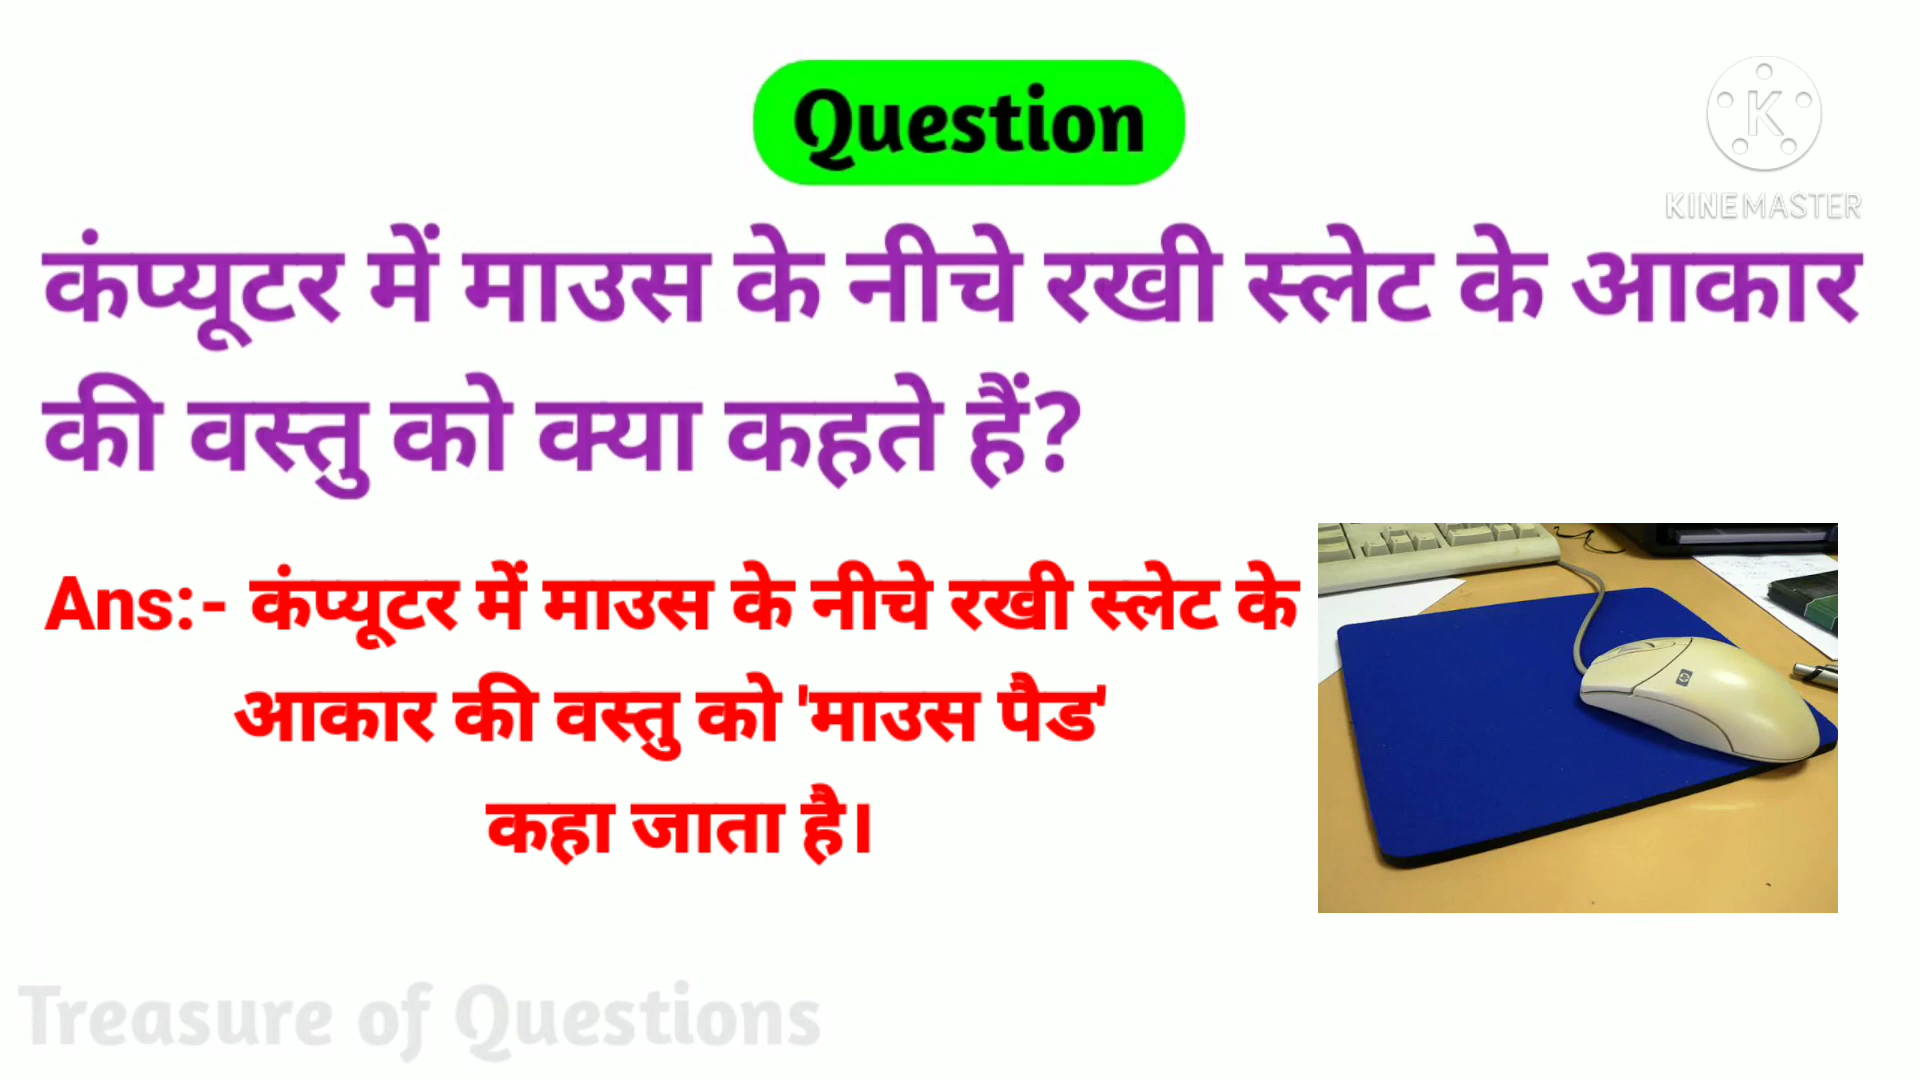 Question
KINEMASTER
कंप्यूटर में माउस के नीचे रखी स्लेट के आकार
की वस्तु को क्या कहते हैं?
Ans:- कंप्यूटर में माउस के नीचे रखी स्लेट के
आकार की वस्तु को 'माउस पैड'
कहा जाता है।
Treasure of Questions